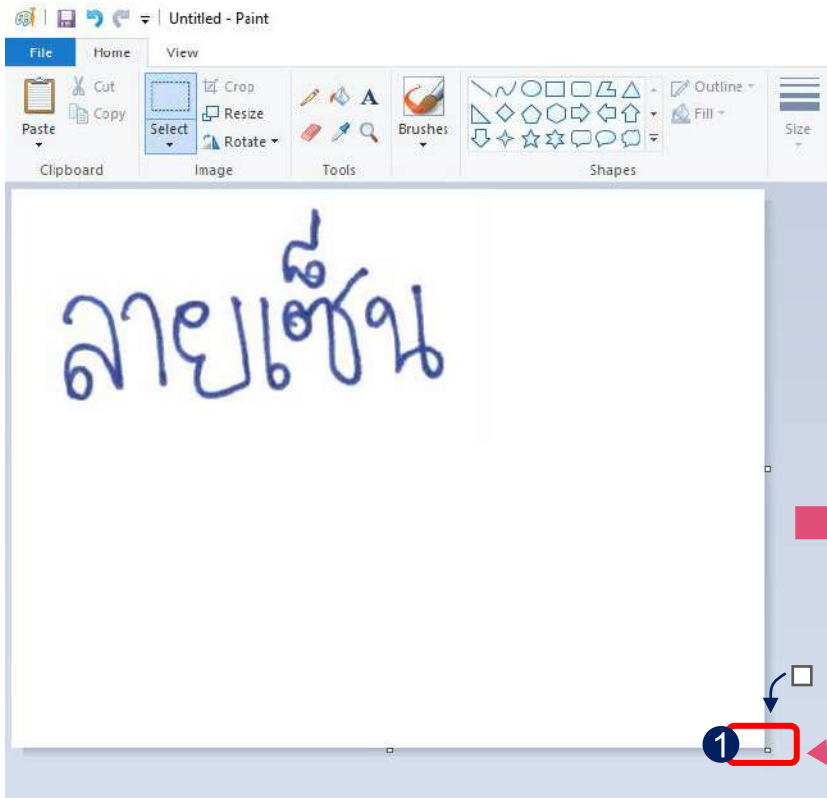 Untitled - Paint
File Home View
Paste
Cut
Copy
Clipboard
Select
Crop
Resize
Rotate
Image
A
Tools
Brushes
Shapes
Outline
Fill
Size
ลายเซ็น
1